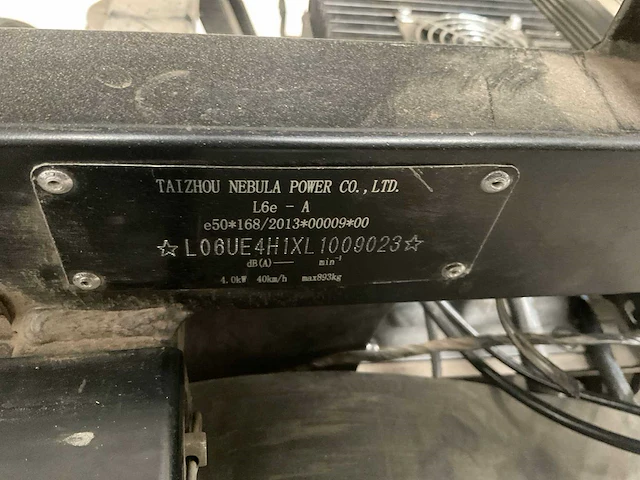 TAIZHOU NEBULA POWER CO., LTD.
L6e - A
e50*168/2013*00009*00
☆L06UE4H1XL1009023☆
dB(A)— min⁻¹
4.0kW 40km/h max893kg